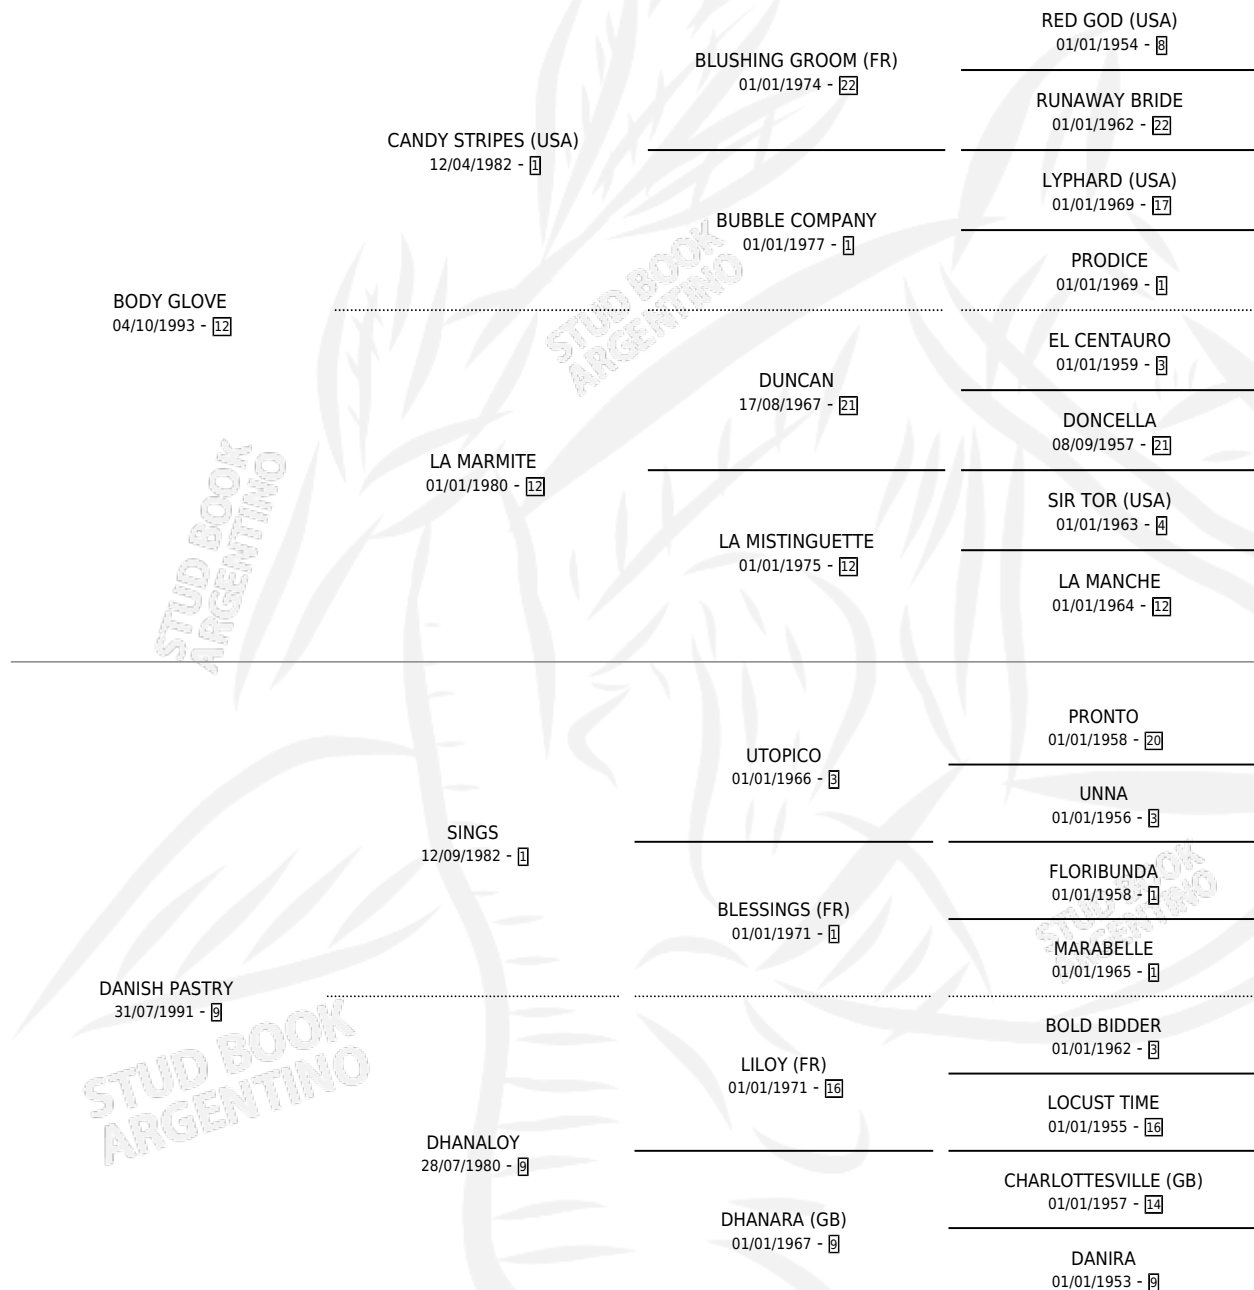 RED GOD (USA)
01/01/1954 - 8
BLUSHING GROOM (FR)
01/01/1974 - 22
RUNAWAY BRIDE
01/01/1962 - 22
CANDY STRIPES (USA)
12/04/1982 - 1
LYPHARD (USA)
01/01/1969 - 17
BUBBLE COMPANY
01/01/1977 - 1
PRODICE
01/01/1969 - 1
BODY GLOVE
04/10/1993 - 12
STUD BOOK
ARGENTINO
EL CENTAURO
01/01/1959 - 3
DUNCAN
17/08/1967 - 21
DONCELLA
08/09/1957 - 21
LA MARMITE
01/01/1980 - 12
SIR TOR (USA)
01/01/1963 - 4
LA MISTINGUETTE
01/01/1975 - 12
LA MANCHE
01/01/1964 - 12
STUD BOOK
ARGENTINO
PRONTO
01/01/1958 - 20
UTOPICO
01/01/1966 - 3
UNNA
01/01/1956 - 3
SINGS
12/09/1982 - 1
FLORIBUNDA
01/01/1958 - 1
BLESSINGS (FR)
01/01/1971 - 1
MARABELLE
01/01/1965 - 1
STUD BOOK
ARGENTINO
DANISH PASTRY
31/07/1991 - 9
BOLD BIDDER
01/01/1962 - 3
LILOY (FR)
01/01/1971 - 16
LOCUST TIME
01/01/1955 - 16
STUD BOOK
ARGENTINO
DHANALOY
28/07/1980 - 9
CHARLOTTESVILLE (GB)
01/01/1957 - 14
DHANARA (GB)
01/01/1967 - 9
DANIRA
01/01/1953 - 9